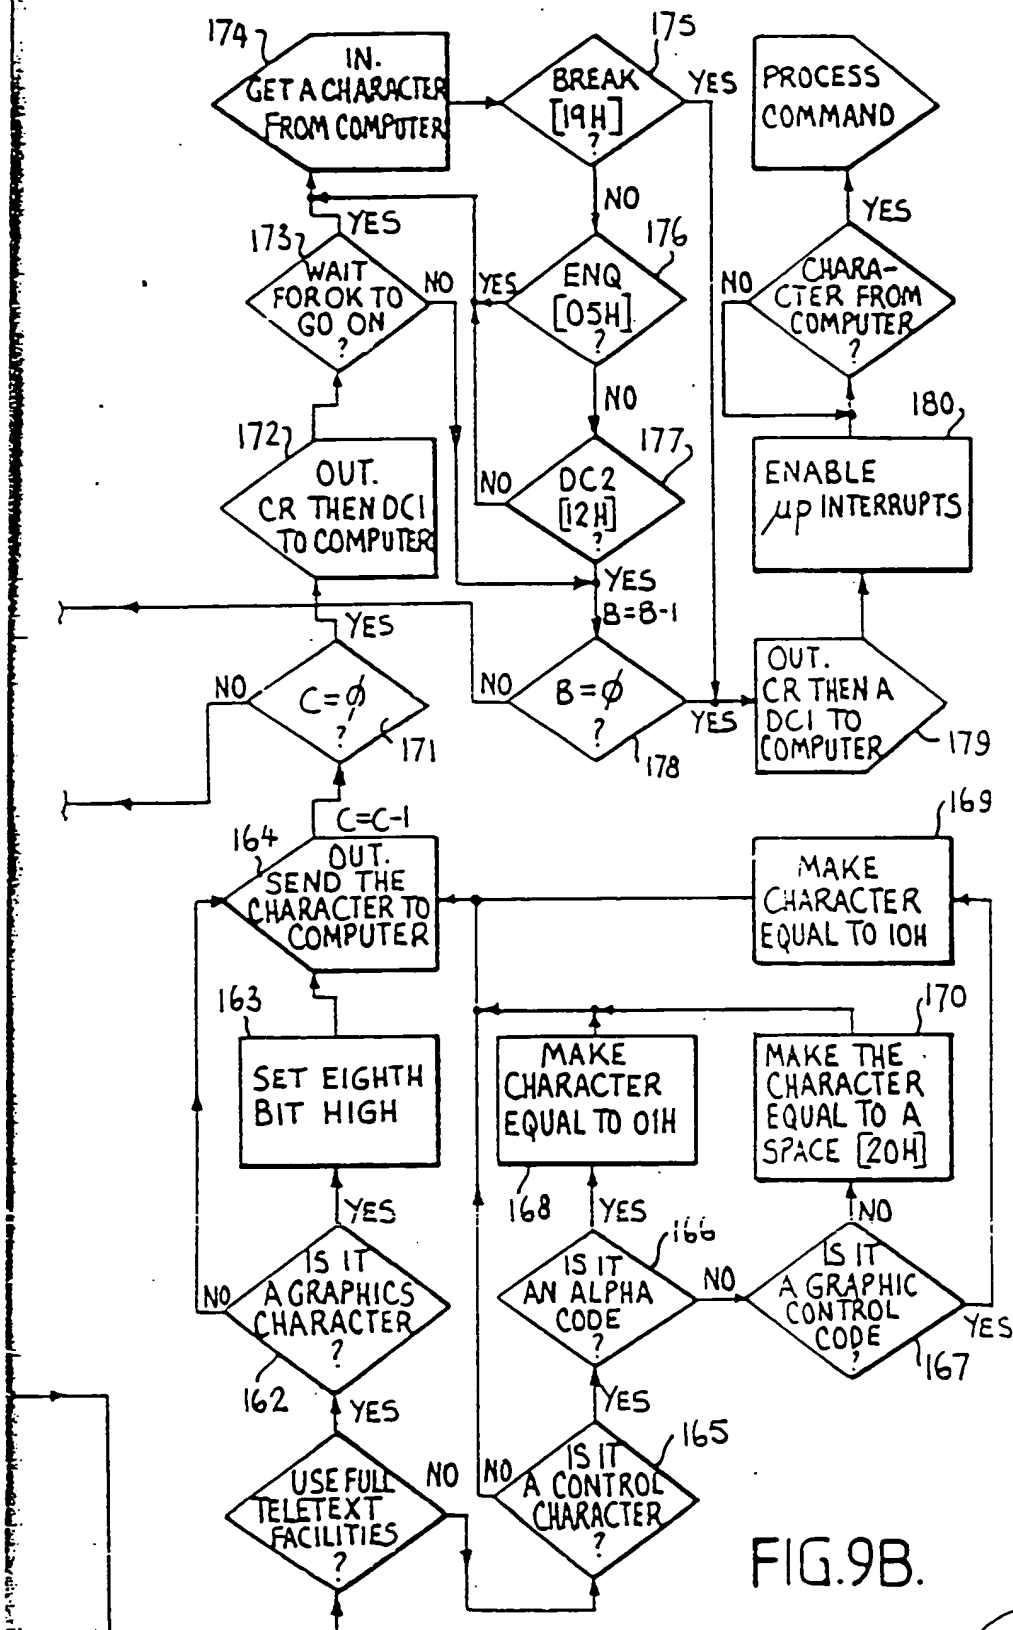 174
IN.
GET A CHARACTER
FROM COMPUTER
175
BREAK
[19H]
?
YES
NO
PROCESS
COMMAND
YES
173
WAIT
FOR OK TO
GO ON
?
YES
NO
176
ENQ
[05H]
?
YES
NO
CHARA-
CTER FROM
COMPUTER
?
NO
172
OUT.
CR THEN DC1
TO COMPUTER
177
DC2
[12H]
?
NO
YES
B=B-1
180
ENABLE
μp INTERRUPTS
YES
NO
C=ϕ
?
171
NO
B=ϕ
?
178
YES
OUT.
CR THEN A
DC1 TO
COMPUTER
179
C=C-1
164
OUT.
SEND THE
CHARACTER TO
COMPUTER
169
MAKE
CHARACTER
EQUAL TO 10H
163
SET EIGHTH
BIT HIGH
MAKE
CHARACTER
EQUAL TO 01H
168
170
MAKE THE
CHARACTER
EQUAL TO A
SPACE [20H]
YES
IS IT
A GRAPHICS
CHARACTER
?
NO
162
YES
YES
166
IS IT
AN ALPHA
CODE
?
NO
YES
NO
IS IT
A GRAPHIC
CONTROL
CODE
?
YES
167
USE FULL
TELETEXT
FACILITIES
?
NO
165
NO
IS IT
A CONTROL
CHARACTER
?
FIG.9B.